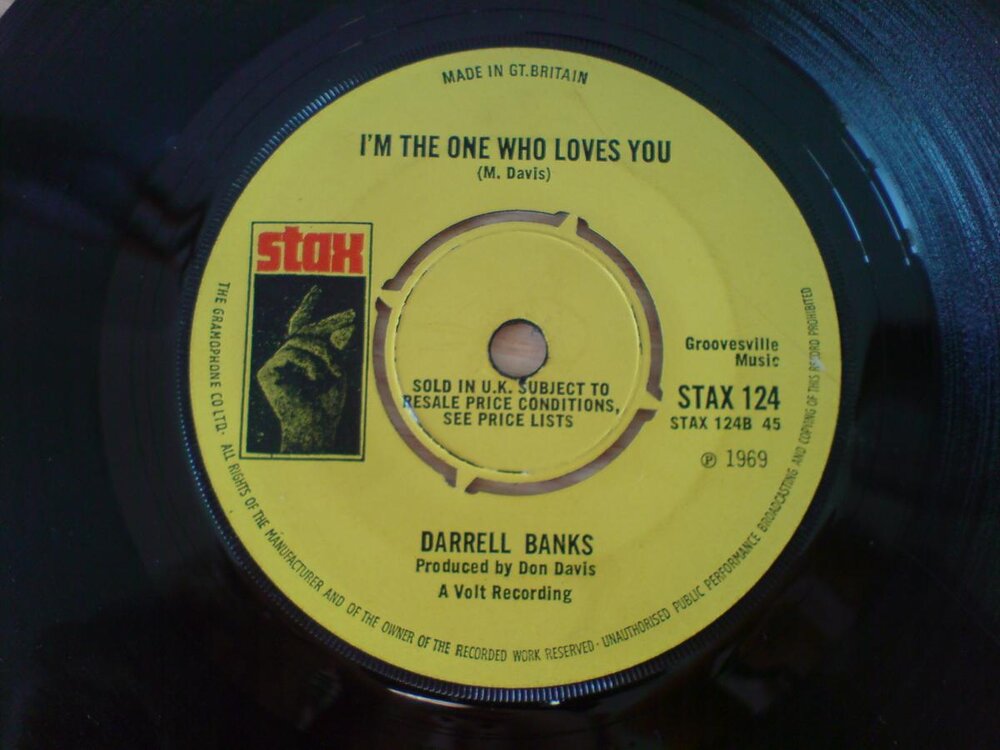 MADE IN GT.BRITAIN
I'M THE ONE WHO LOVES YOU
(M. Davis)
stax
Groovesville
Music
STAX 124
STAX 124B 45
℗ 1969
SOLD IN U.K. SUBJECT TO
RESALE PRICE CONDITIONS,
SEE PRICE LISTS
DARRELL BANKS
Produced by Don Davis
A Volt Recording
THE GRAMOPHONE CO LTD· ALL RIGHTS OF THE MANUFACTURER AND OF THE OWNER OF THE RECORDED WORK RESERVED· UNAUTHORISED PUBLIC PERFORMANCE BROADCASTING AND COPYING OF THIS RECORD PROHIBITED